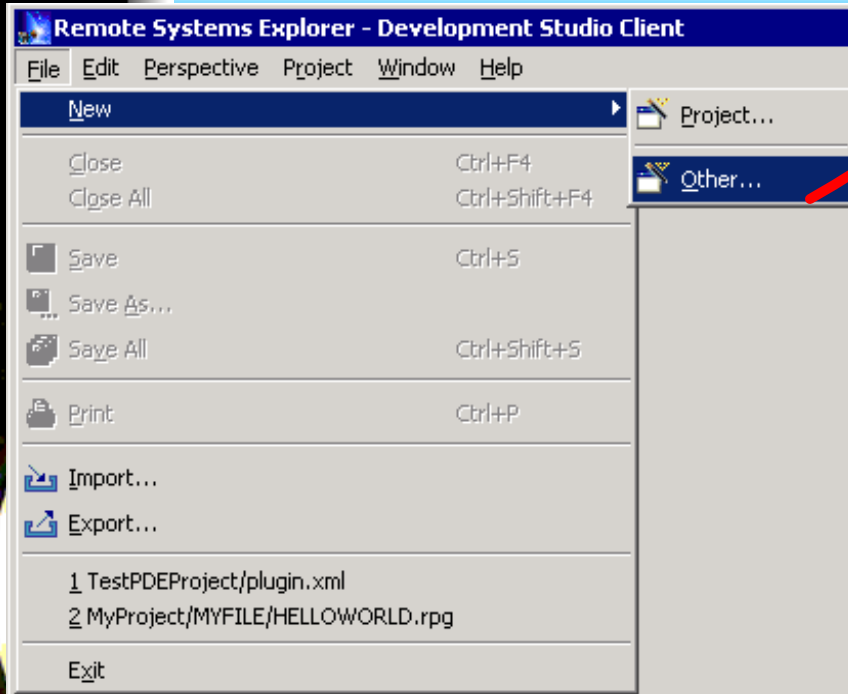 Remote Systems Explorer - Development Studio Client
File Edit Perspective Project Window Help
New
Project...
Other...
Close Ctrl+F4
Close All Ctrl+Shift+F4
Save Ctrl+S
Save As...
Save All Ctrl+Shift+S
Print Ctrl+P
Import...
Export...
1 TestPDEProject/plugin.xml
2 MyProject/MYFILE/HELLOWORLD.rpg
Exit